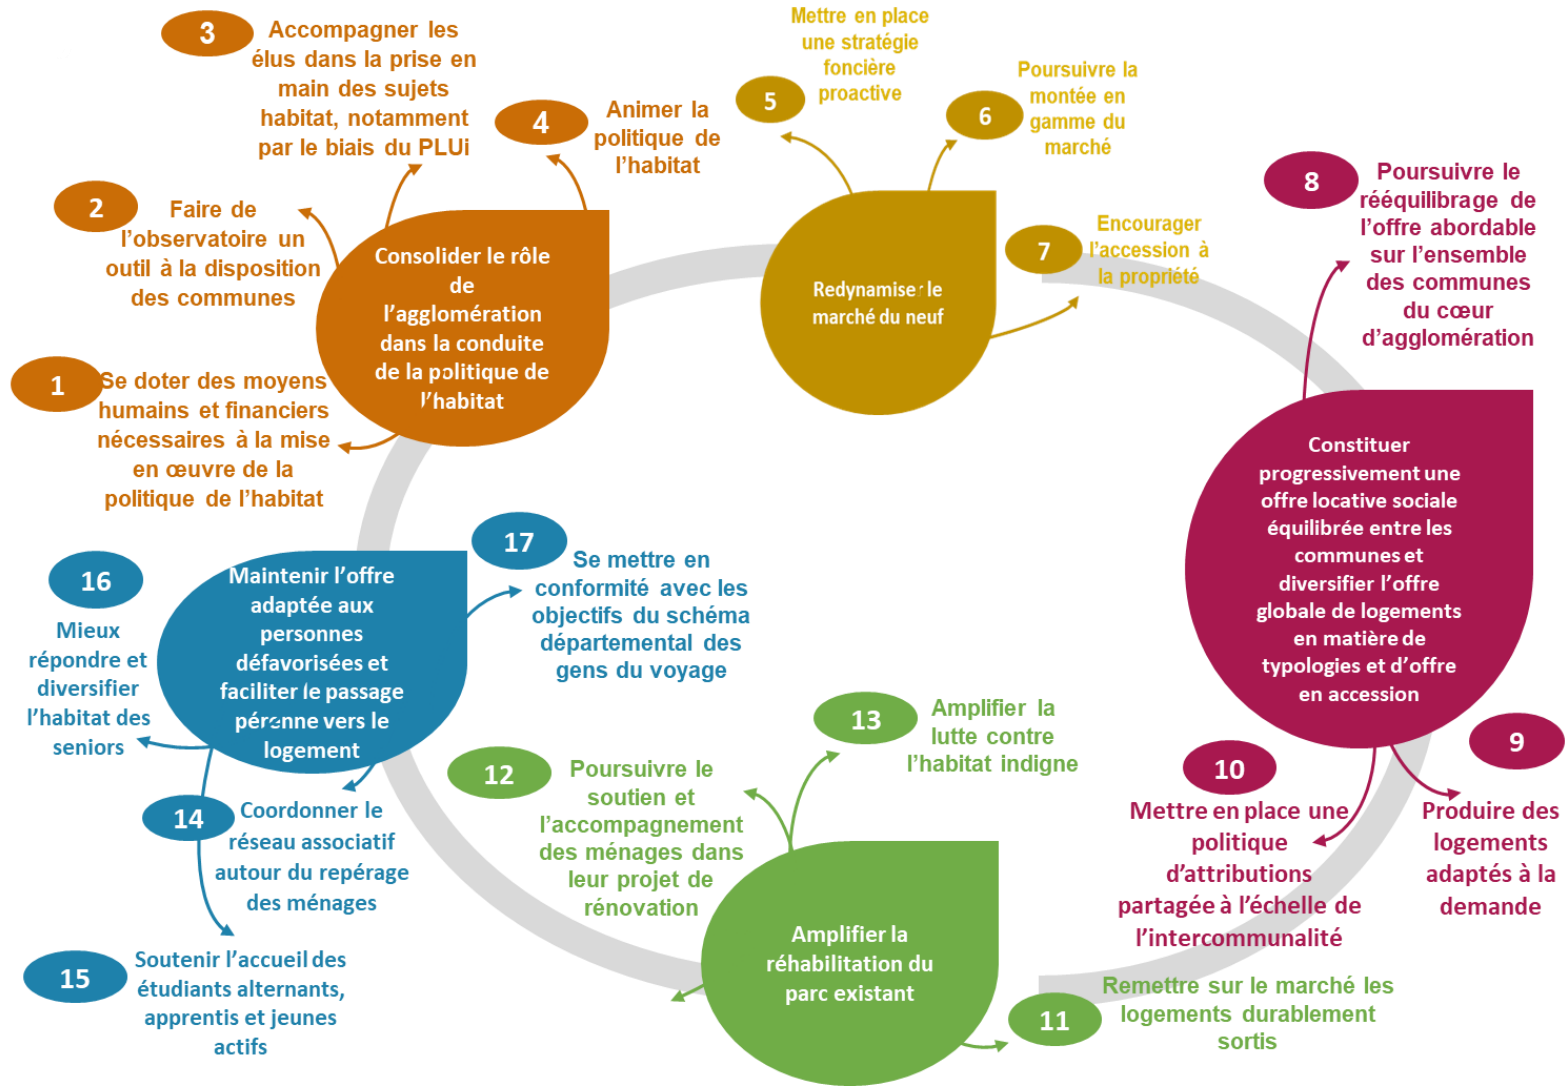 3
Accompagner les
élus dans la prise en
main des sujets
habitat, notamment
par le biais du PLUi
4
Animer la
politique de
l’habitat
2
Faire de
l’observatoire un
outil à la disposition
des communes
1
Se doter des moyens
humains et financiers
nécessaires à la mise
en œuvre de la
politique de l’habitat
Consolider le rôle
de
l’agglomération
dans la conduite
de la politique de
l’habitat
5
Mettre en place
une stratégie
foncière
proactive
6
Poursuivre la
montée en
gamme du
marché
7
Encourager
l’accession à
la propriété
Redynamiser le
marché du neuf
8
Poursuivre le
rééquilibrage de
l’offre abordable
sur l’ensemble
des communes
du cœur
d’agglomération
Constituer
progressivement une
offre locative sociale
équilibrée entre les
communes et
diversifier l’offre
globale de logements
en matière de
typologies et d’offre
en accession
9
Produire des
logements
adaptés à la
demande
10
Mettre en place une
politique
d’attributions
partagée à l’échelle de
l’intercommunalité
17
Se mettre en
conformité avec les
objectifs du schéma
départemental des
gens du voyage
16
Mieux
répondre et
diversifier
l’habitat des
seniors
Maintenir l’offre
adaptée aux
personnes
défavorisées et
faciliter le passage
pérenne vers le
logement
14
Coordonner le
réseau associatif
autour du repérage
des ménages
15
Soutenir l’accueil des
étudiants alternants,
apprentis et jeunes
actifs
13
Amplifier la
lutte contre
l’habitat indigne
12
Poursuivre le
soutien et
l’accompagnement
des ménages dans
leur projet de
rénovation
Amplifier la
réhabilitation du
parc existant
11
Remettre sur le marché les
logements durablement
sortis